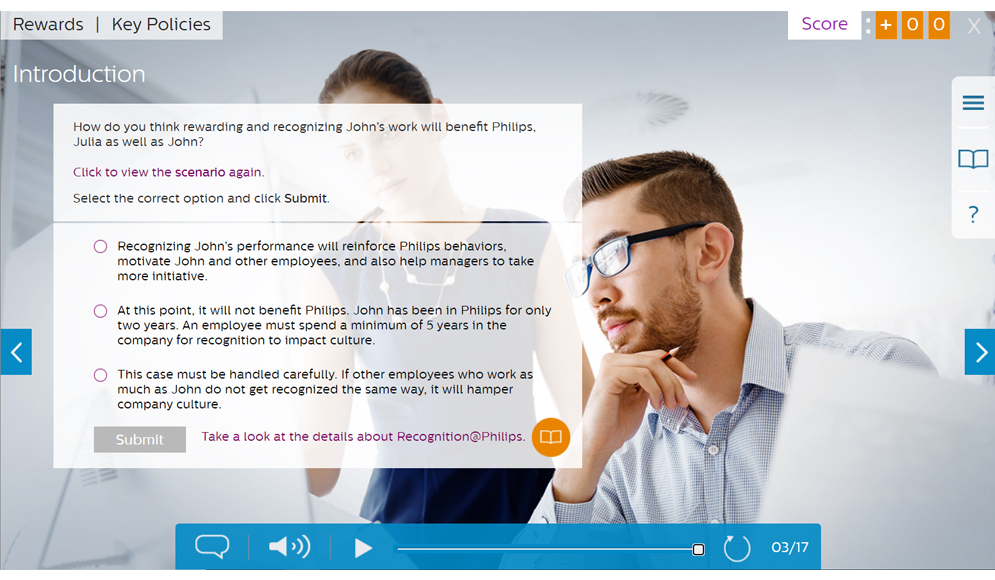 Rewards | Key Policies
Score : + 0 0 X
Introduction
How do you think rewarding and recognizing John's work will benefit Philips,
Julia as well as John?
Click to view the scenario again.
Select the correct option and click Submit.
Recognizing John's performance will reinforce Philips behaviors,
motivate John and other employees, and also help managers to take
more initiative.
At this point, it will not benefit Philips. John has been in Philips for only
two years. An employee must spend a minimum of 5 years in the
company for recognition to impact culture.
This case must be handled carefully. If other employees who work as
much as John do not get recognized the same way, it will hamper
company culture.
Submit
Take a look at the details about Recognition@Philips.
?
03/17